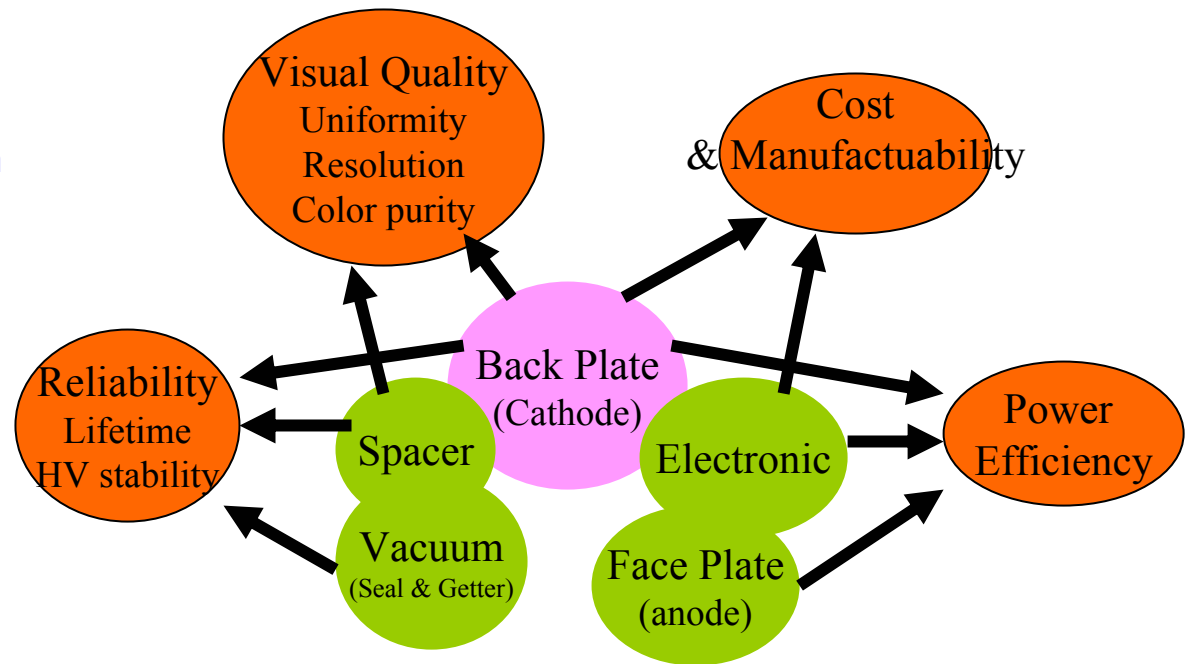 Visual Quality
Uniformity
Resolution
Color purity
Cost
& Manufactuability
Reliability
Lifetime
HV stability
Back Plate
(Cathode)
Spacer
Electronic
Power
Efficiency
Vacuum
(Seal & Getter)
Face Plate
(anode)